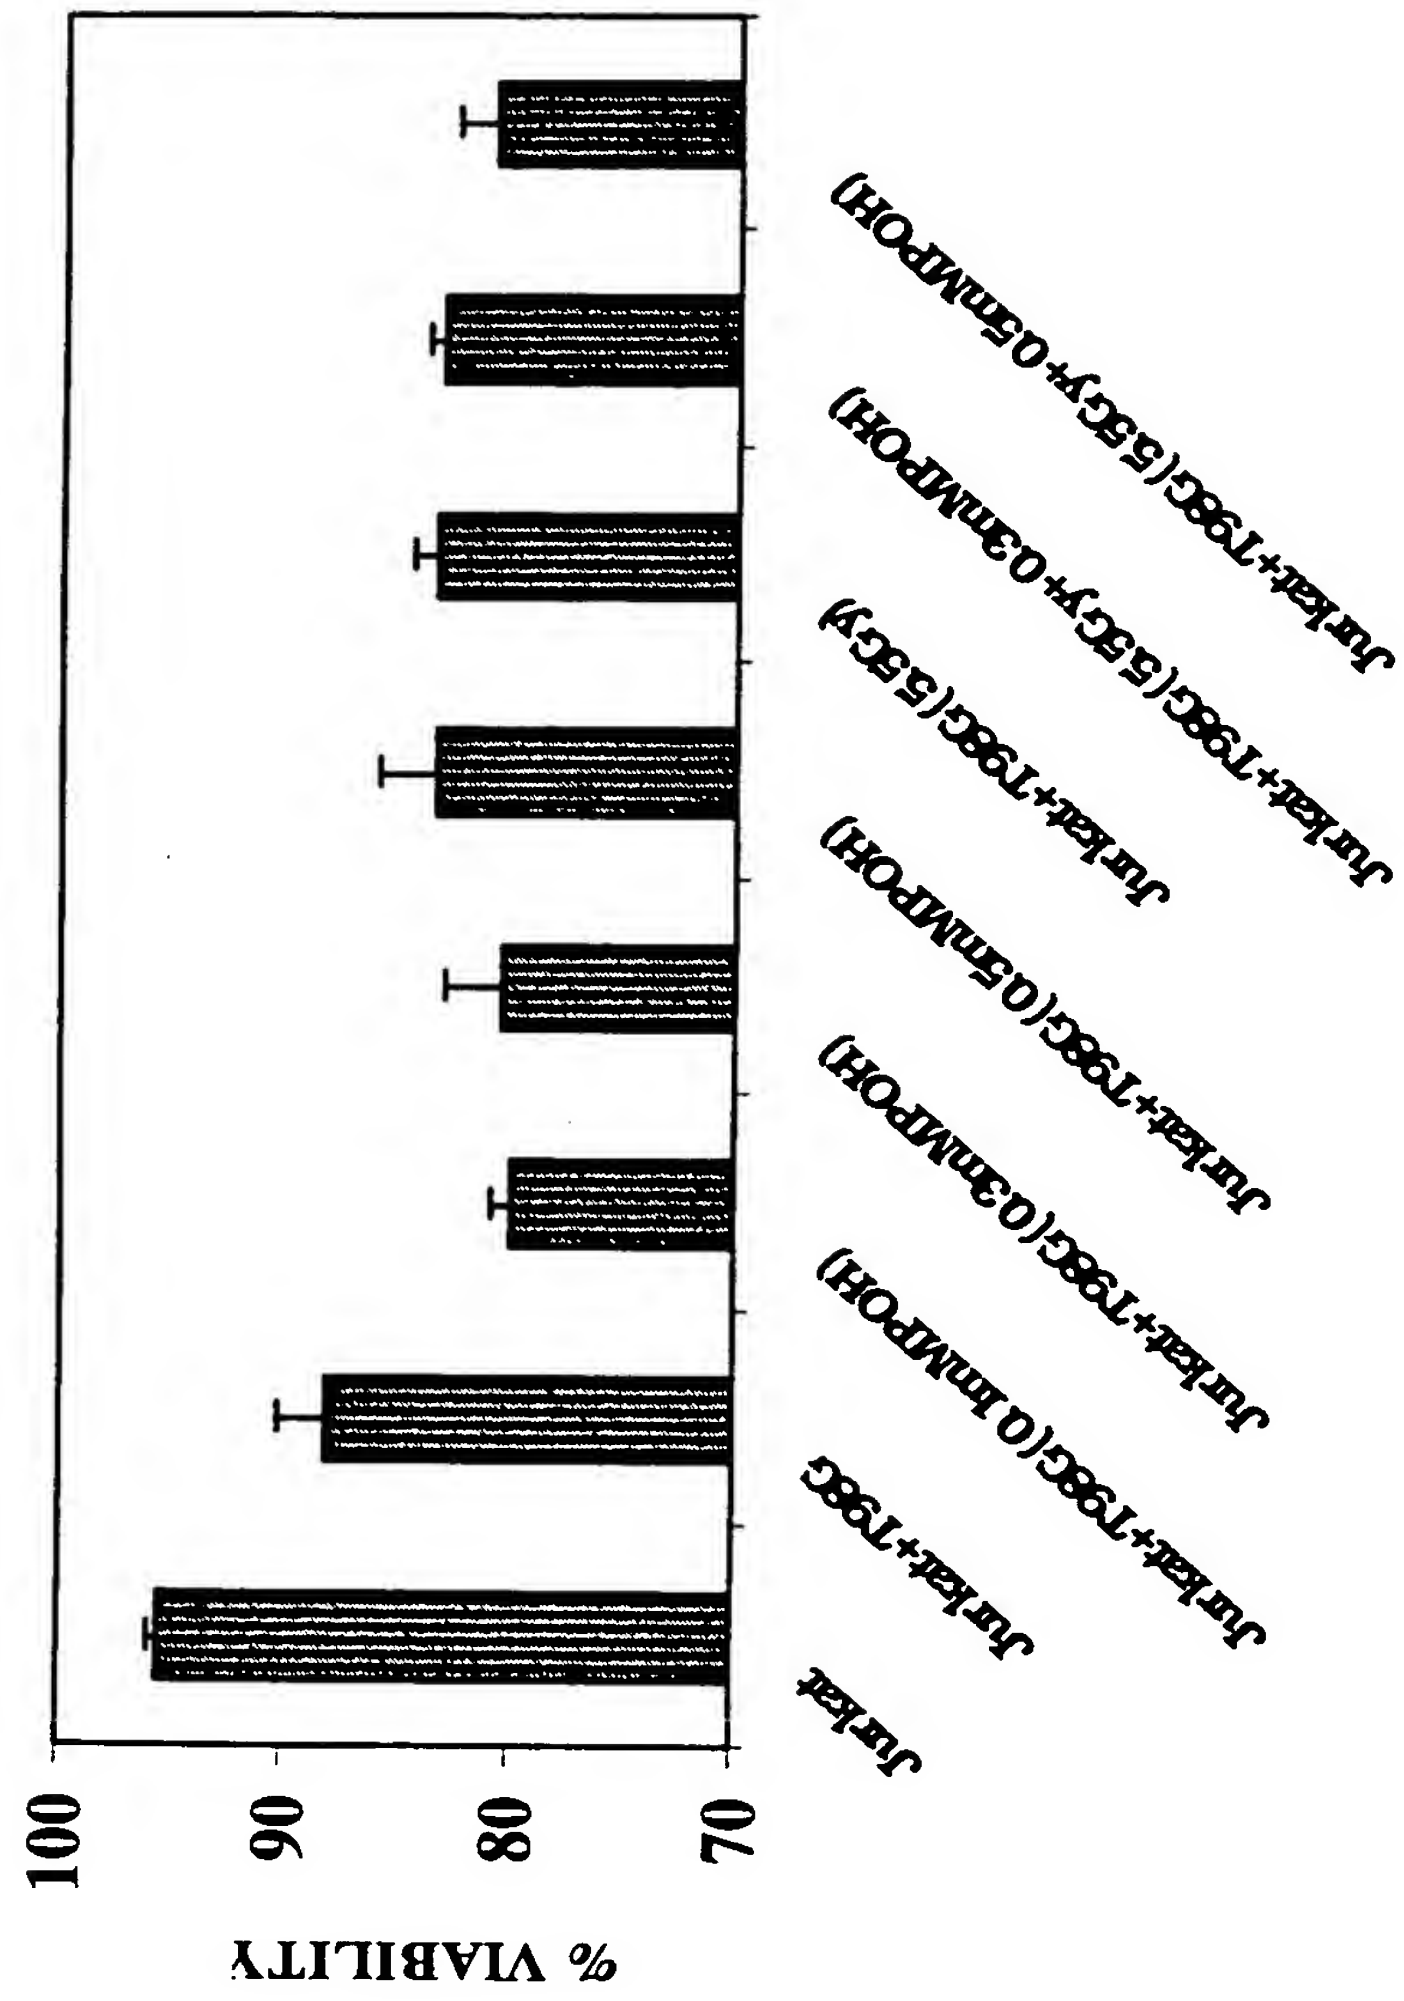 % VIABILITY
100
90
80
70
Jurkat
Jurkat+T98G
Jurkat+T98G(0.1mMPOH)
Jurkat+T98G(0.3mMPOH)
Jurkat+T98G(0.5mMPOH)
Jurkat+T98G(5.5Gy)
Jurkat+T98G(5.5Gy+0.3mMPOH)
Jurkat+T98G(5.5Gy+0.5mMPOH)